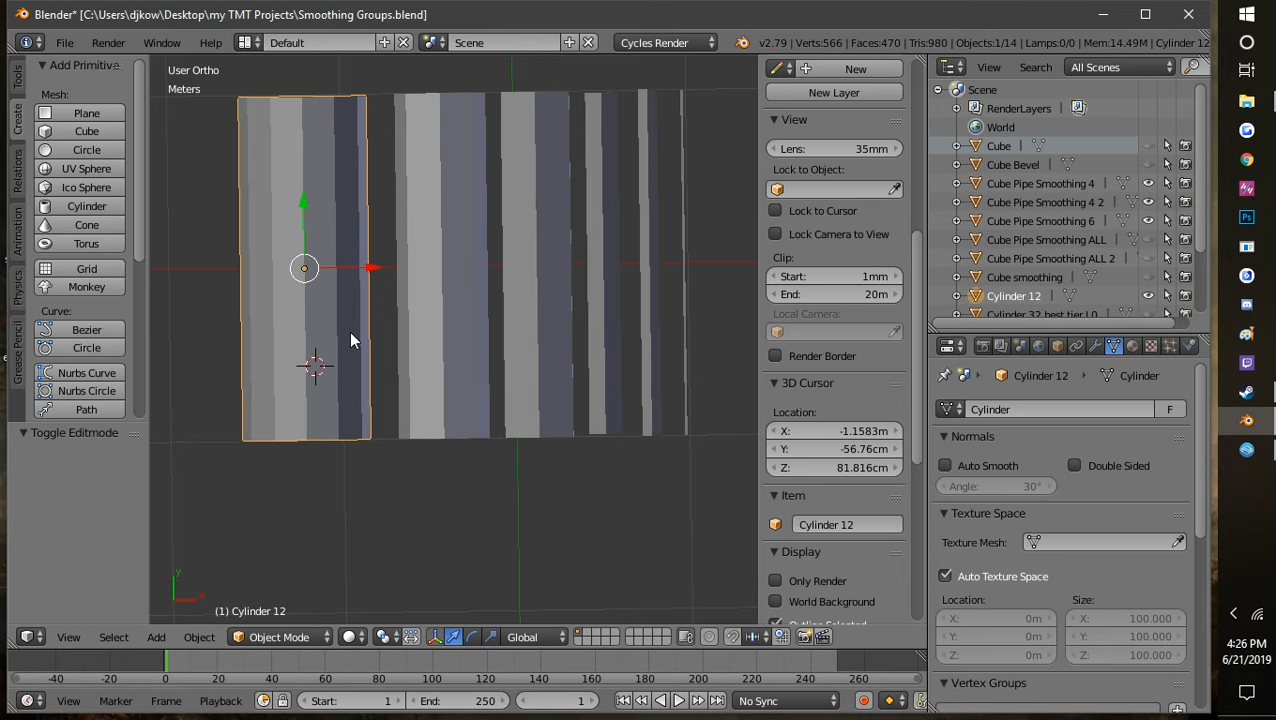 Blender* [C:\Users\djkow\Desktop\my TMT Projects\Smoothing Groups.blend]
File Render Window Help Default Scene Cycles Render v2.79 | Verts:566 | Faces:470 | Tris:980 | Objects:1/14 | Lamps:0/0 | Mem:14.49M | Cylinder 12
Tools
Create
Relations
Animation
Physics
Grease Pencil
Add Primitiv
Mesh:
Plane
Cube
Circle
UV Sphere
Ico Sphere
Cylinder
Cone
Torus
Grid
Monkey
Curve:
Bezier
Circle
Nurbs Curve
Nurbs Circle
Path
Toggle Editmode
User Ortho
Meters
y
x
(1) Cylinder 12
View Select Add Object Object Mode Global
New
New Layer
View
Lens: 35mm
Lock to Object:
Lock to Cursor
Lock Camera to View
Clip:
Start: 1mm
End: 20m
Local Camera:
Render Border
3D Cursor
Location:
X: -1.1583m
Y: -56.76cm
Z: 81.816cm
Item
Cylinder 12
Display
Only Render
World Background
Outline Selected
View Search All Scenes
Scene
RenderLayers
World
Cube
Cube Bevel
Cube Pipe Smoothing 4
Cube Pipe Smoothing 4 2
Cube Pipe Smoothing 6
Cube Pipe Smoothing ALL
Cube Pipe Smoothing ALL 2
Cube smoothing
Cylinder 12
Cylinder 32 best tier L0
Cylinder 12 Cylinder
Cylinder F
Normals
Auto Smooth Double Sided
Angle: 30°
Texture Space
Texture Mesh:
Auto Texture Space
Location: Size:
X: 0m X: 100.000
Y: 0m Y: 100.000
Z: 0m Z: 100.000
Vertex Groups
-40 -20 0 20 40 60 80 100 120 140 160 180 200 220 240 260
View Marker Frame Playback Start: 1 End: 250 1 No Sync
Ps
4:26 PM
6/21/2019